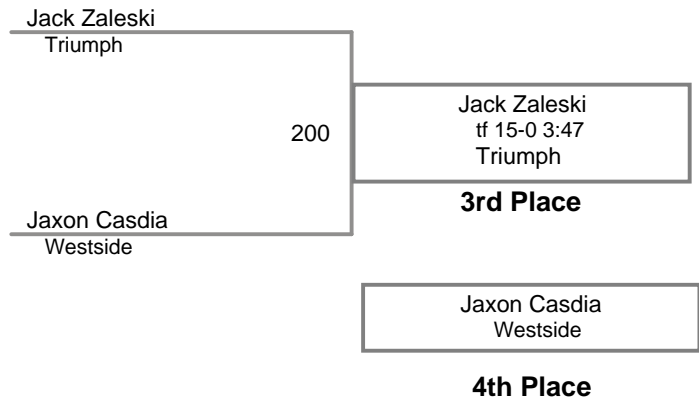 Jack Zaleski
Triumph
200
Jack Zaleski
tf 15-0 3:47
Triumph
3rd Place
Jaxon Casdia
Westside
Jaxon Casdia
Westside
4th Place